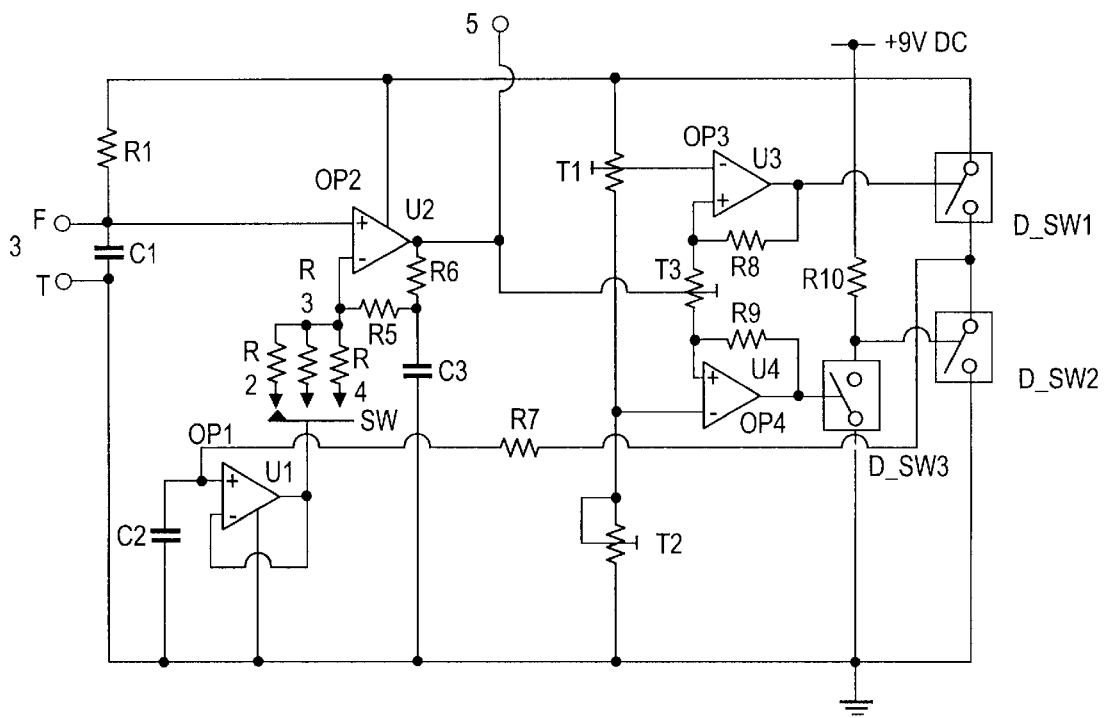 5
+9V DC
R1
OP3
U3
T1
OP2
U2
F
3
C1
D_SW1
R
3
R6
R8
T
T3
R10
R5
R9
R
2
R
4
C3
U4
D_SW2
SW
OP4
OP1
R7
U1
D_SW3
C2
T2